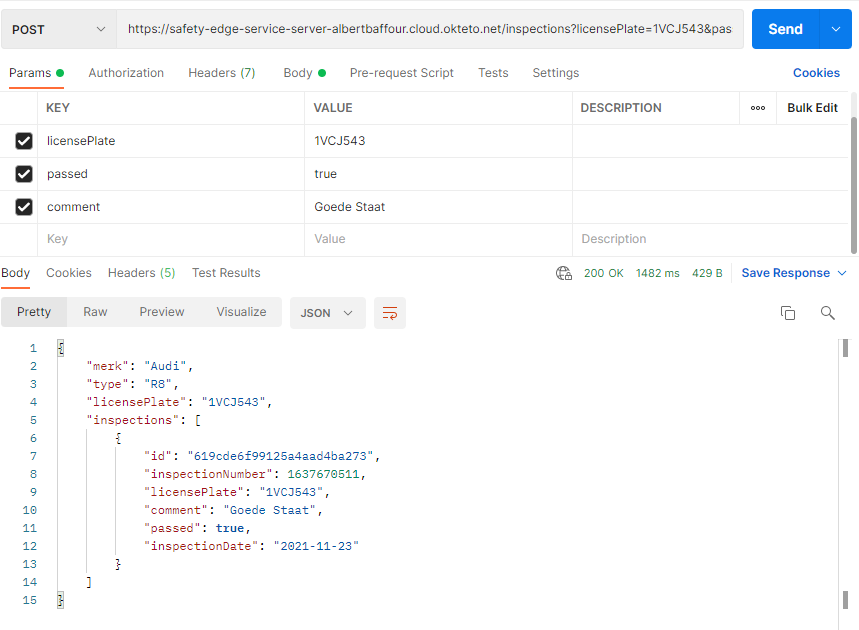 POST https://safety-edge-service-server-albertbaffour.cloud.okteto.net/inspections?licensePlate=1VCJ543&pas Send
Params Authorization Headers (7) Body Pre-request Script Tests Settings Cookies
KEY VALUE DESCRIPTION ooo Bulk Edit
licensePlate 1VCJ543
passed true
comment Goede Staat
Key Value Description
Body Cookies Headers (5) Test Results 200 OK 1482 ms 429 B Save Response
Pretty Raw Preview Visualize JSON
1 {
2 "merk": "Audi",
3 "type": "R8",
4 "licensePlate": "1VCJ543",
5 "inspections": [
6 {
7 "id": "619cde6f99125a4aad4ba273",
8 "inspectionNumber": 1637670511,
9 "licensePlate": "1VCJ543",
10 "comment": "Goede Staat",
11 "passed": true,
12 "inspectionDate": "2021-11-23"
13 }
14 ]
15 }